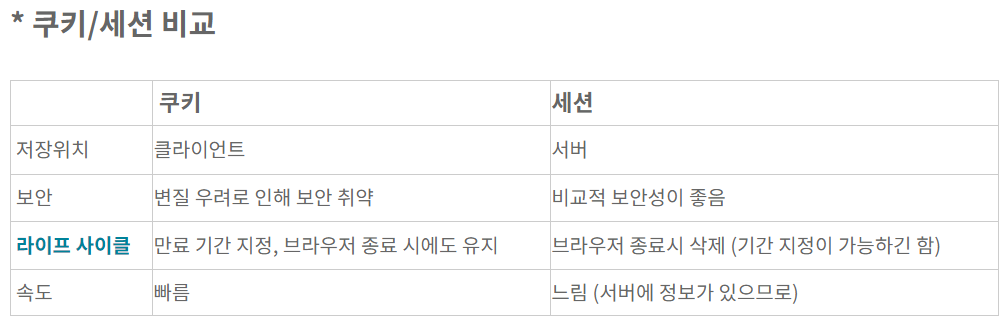 * 쿠키/세션 비교
쿠키 세션
저장위치 클라이언트 서버
보안 변질 우려로 인해 보안 취약 비교적 보안성이 좋음
라이프 사이클 만료 기간 지정, 브라우저 종료 시에도 유지 브라우저 종료시 삭제 (기간 지정이 가능하긴 함)
속도 빠름 느림 (서버에 정보가 있으므로)